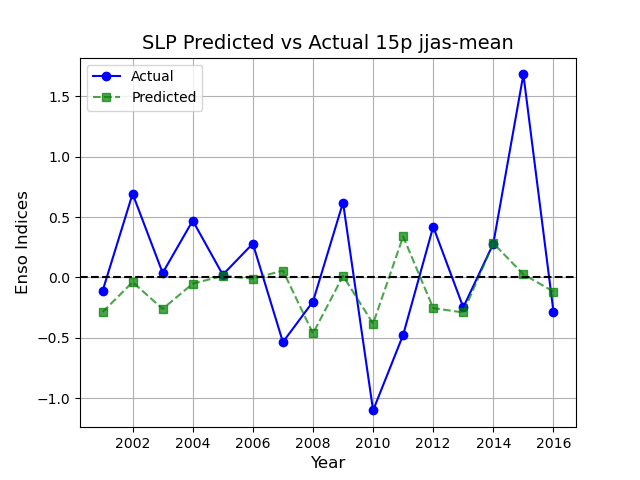 SLP Predicted vs Actual 15p jjas-mean
Actual
Predicted
Enso Indices
1.5
1.0
0.5
0.0
−0.5
−1.0
2002 2004 2006 2008 2010 2012 2014 2016
Year